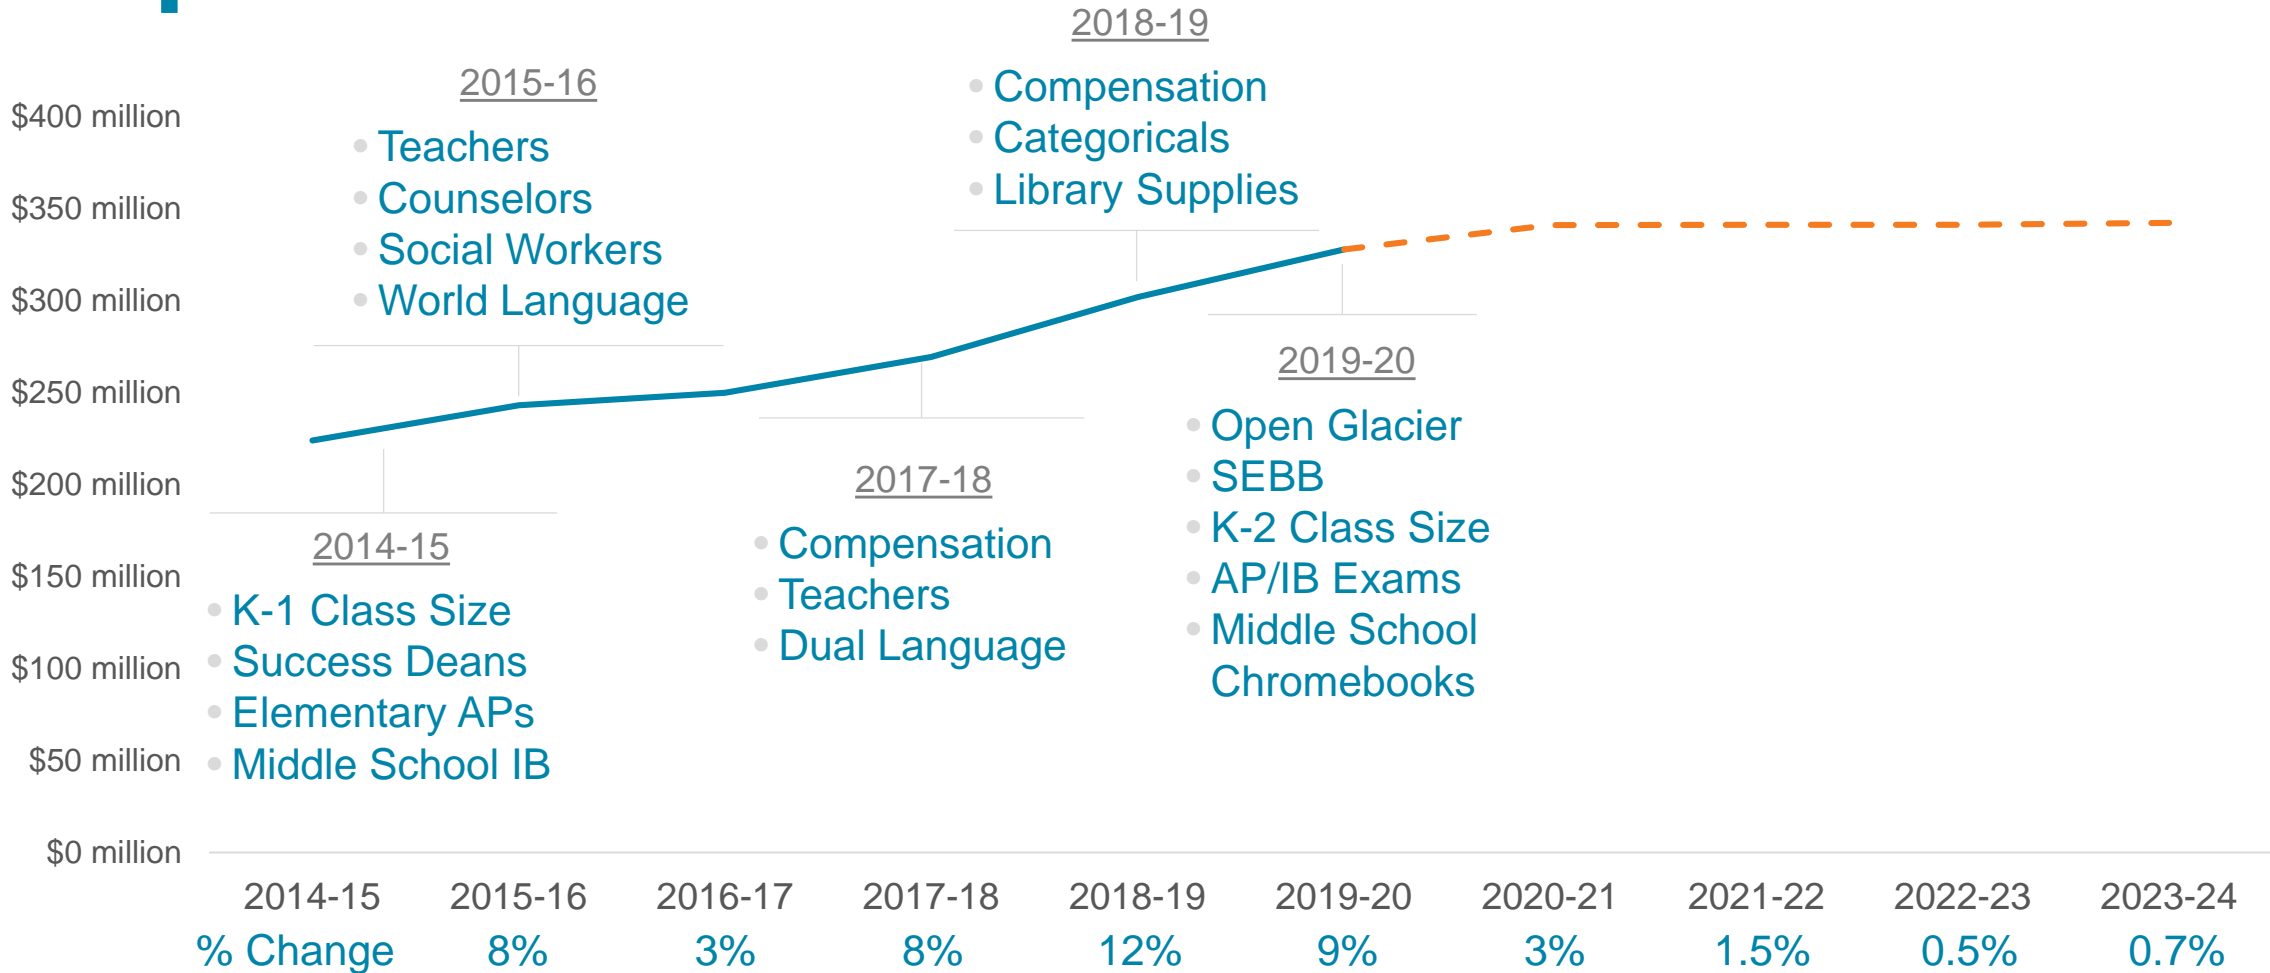 2018-19
Compensation
Categoricals
Library Supplies
2015-16
Teachers
Counselors
Social Workers
World Language
$400 million
$350 million
$300 million
$250 million
$200 million
$150 million
$100 million
$50 million
$0 million
2014-15
K-1 Class Size
Success Deans
Elementary APs
Middle School IB
2017-18
Compensation
Teachers
Dual Language
2019-20
Open Glacier
SEBB
K-2 Class Size
AP/IB Exams
Middle School
Chromebooks
2014-15 2015-16 2016-17 2017-18 2018-19 2019-20 2020-21 2021-22 2022-23 2023-24
% Change 8% 3% 8% 12% 9% 3% 1.5% 0.5% 0.7%